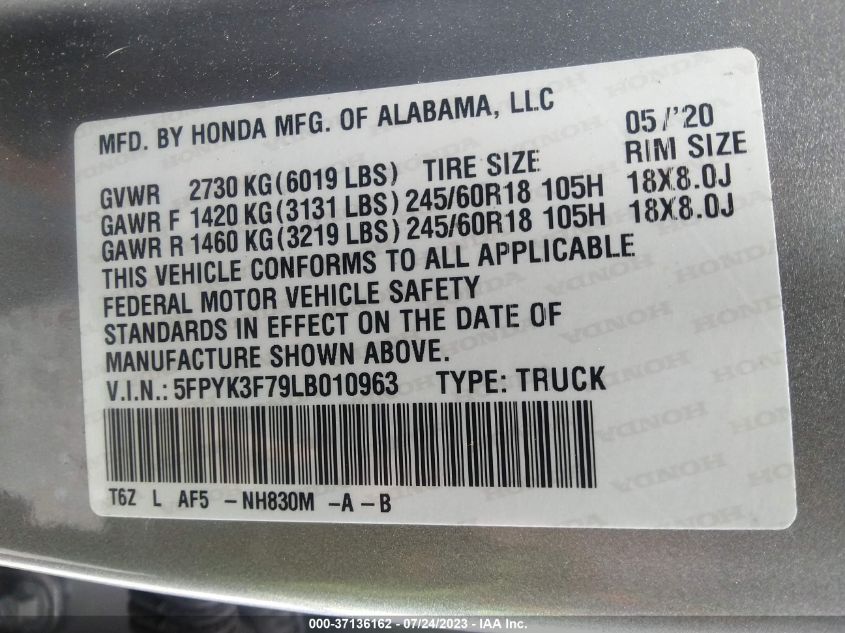 MFD. BY HONDA MFG. OF ALABAMA, LLC 05/'20
GVWR 2730 KG(6019 LBS) TIRE SIZE RIM SIZE
GAWR F 1420 KG(3131 LBS) 245/60R18 105H 18X8.0J
GAWR R 1460 KG(3219 LBS) 245/60R18 105H 18X8.0J
THIS VEHICLE CONFORMS TO ALL APPLICABLE
FEDERAL MOTOR VEHICLE SAFETY
STANDARDS IN EFFECT ON THE DATE OF
MANUFACTURE SHOWN ABOVE.
V.I.N.: 5FPYK3F79LB010963 TYPE: TRUCK
T6Z L AF5 -NH830M -A -B
000-37136162 - 07/24/2023 - IAA Inc.